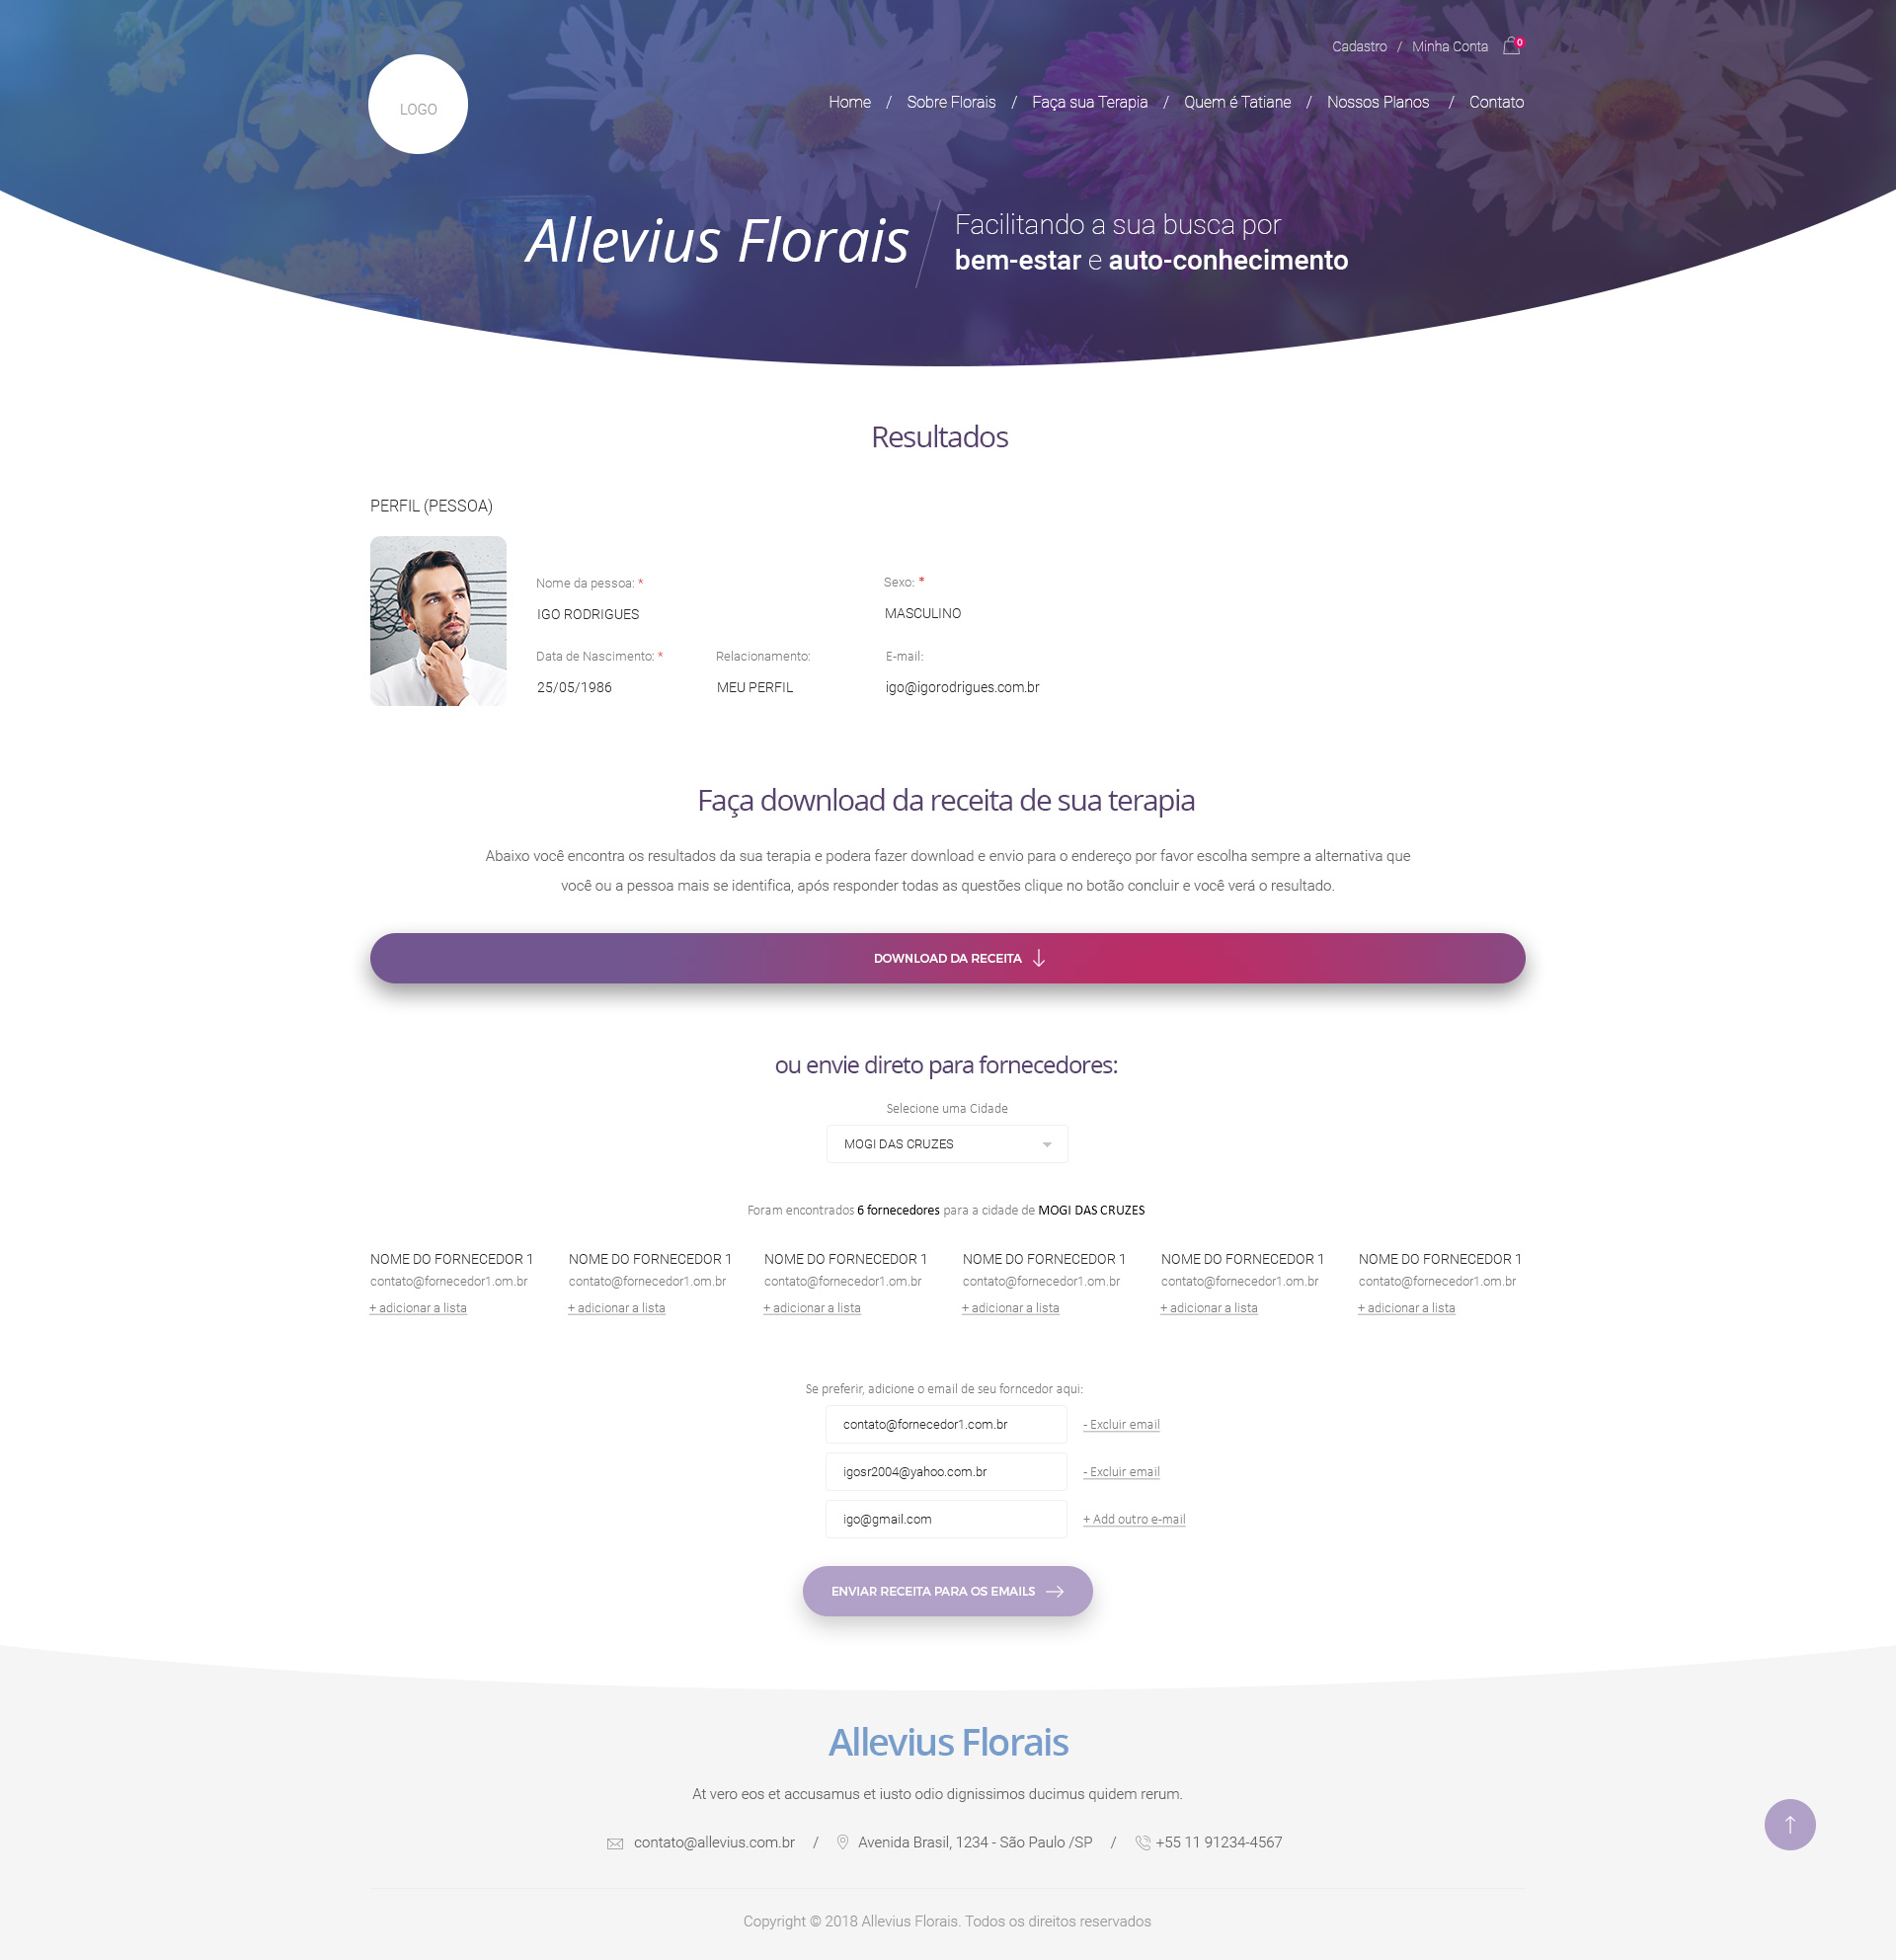 Cadastro / Minha Conta 0
LOGO
Home / Sobre Florais / Faça sua Terapia / Quem é Tatiane / Nossos Planos / Contato
Allevius Florais
Facilitando a sua busca por
bem-estar e auto-conhecimento
Resultados
PERFIL (PESSOA)
Nome da pessoa: *
IGO RODRIGUES
Sexo: *
MASCULINO
Data de Nascimento: *
25/05/1986
Relacionamento:
MEU PERFIL
E-mail:
igo@igorodrigues.com.br
Faça download da receita de sua terapia
Abaixo você encontra os resultados da sua terapia e podera fazer download e envio para o endereço por favor escolha sempre a alternativa que
você ou a pessoa mais se identifica, após responder todas as questões clique no botão concluir e você verá o resultado.
DOWNLOAD DA RECEITA
ou envie direto para fornecedores:
Selecione uma Cidade
MOGI DAS CRUZES
Foram encontrados 6 fornecedores para a cidade de MOGI DAS CRUZES
NOME DO FORNECEDOR 1
contato@fornecedor1.om.br
+ adicionar a lista
NOME DO FORNECEDOR 1
contato@fornecedor1.om.br
+ adicionar a lista
NOME DO FORNECEDOR 1
contato@fornecedor1.om.br
+ adicionar a lista
NOME DO FORNECEDOR 1
contato@fornecedor1.om.br
+ adicionar a lista
NOME DO FORNECEDOR 1
contato@fornecedor1.om.br
+ adicionar a lista
NOME DO FORNECEDOR 1
contato@fornecedor1.om.br
+ adicionar a lista
Se preferir, adicione o email de seu forncedor aqui:
contato@fornecedor1.com.br
- Excluir email
igosr2004@yahoo.com.br
- Excluir email
igo@gmail.com
+ Add outro e-mail
ENVIAR RECEITA PARA OS EMAILS
Allevius Florais
At vero eos et accusamus et iusto odio dignissimos ducimus quidem rerum.
contato@allevius.com.br / Avenida Brasil, 1234 - São Paulo /SP / +55 11 91234-4567
Copyright © 2018 Allevius Florais. Todos os direitos reservados